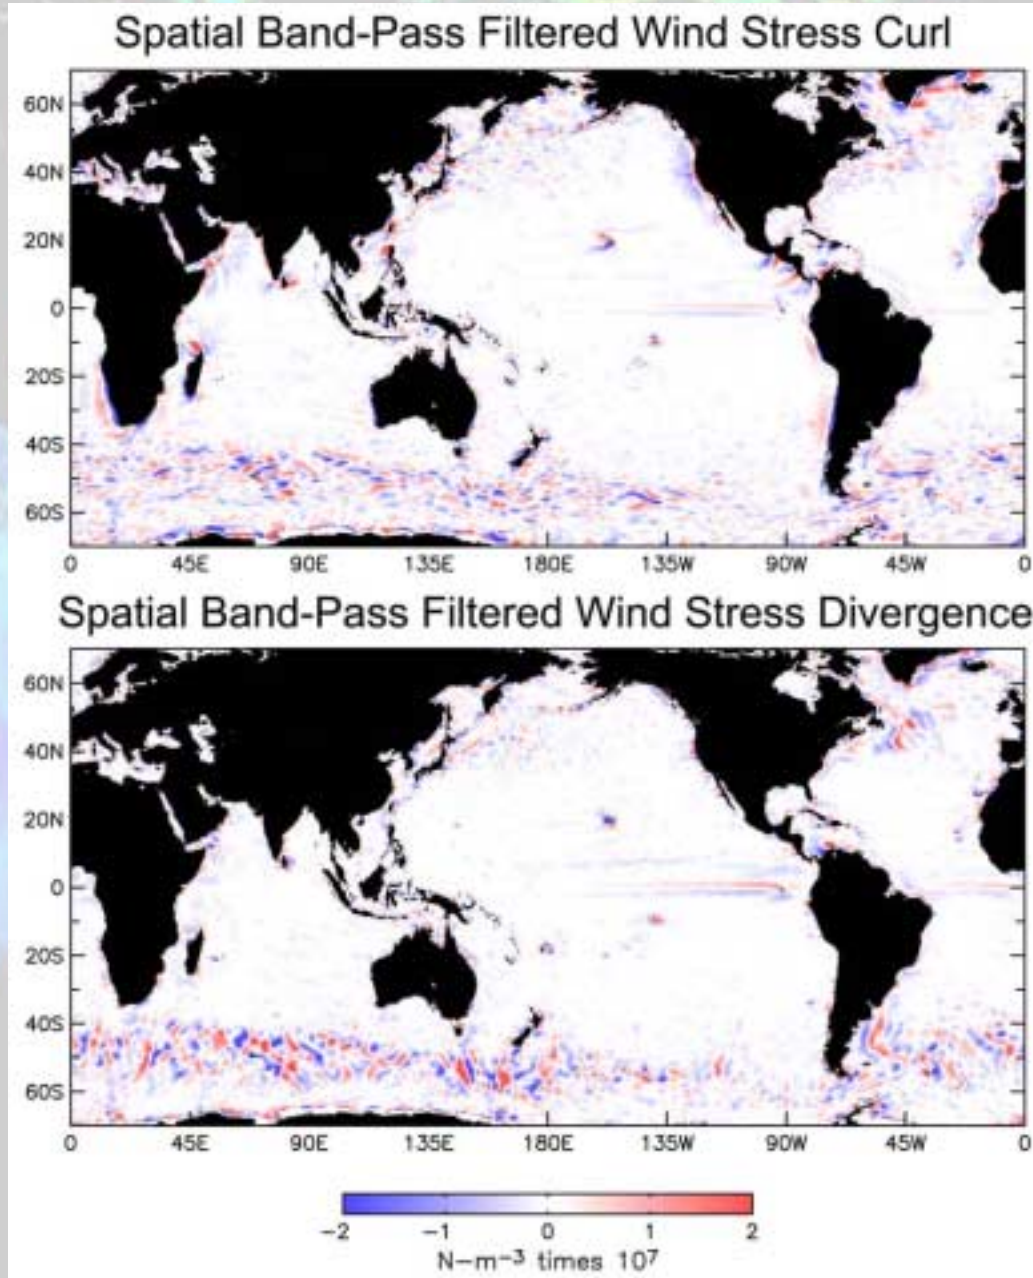 Spatial Band-Pass Filtered Wind Stress Curl
60N
40N
20N
0
20S
40S
60S
0 45E 90E 135E 180E 135W 90W 45W 0
Spatial Band-Pass Filtered Wind Stress Divergence
60N
40N
20N
0
20S
40S
60S
0 45E 90E 135E 180E 135W 90W 45W 0
−2 −1 0 1 2
N−m⁻³ times 10⁷